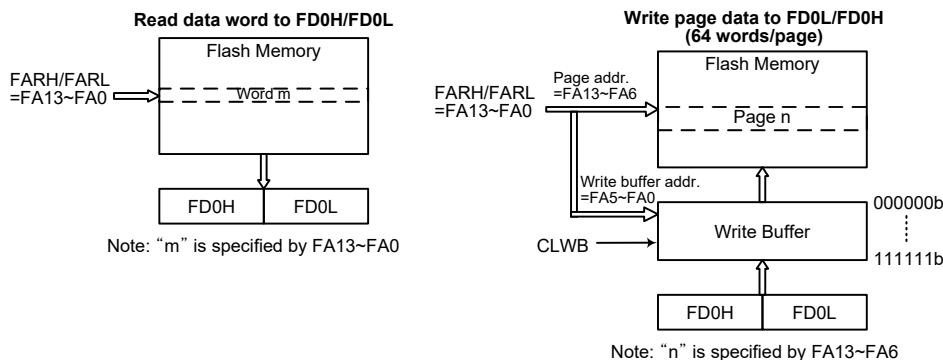 Read data word to FD0H/FD0L
Flash Memory
FARH/FARL
=FA13~FA0
Word m
FD0H
FD0L
Note: “m” is specified by FA13~FA0
Write page data to FD0L/FD0H
(64 words/page)
Flash Memory
Page addr.
=FA13~FA6
FARH/FARL
=FA13~FA0
Page n
Write buffer addr.
=FA5~FA0
000000b
Write Buffer
CLWB
111111b
FD0H
FD0L
Note: “n” is specified by FA13~FA6